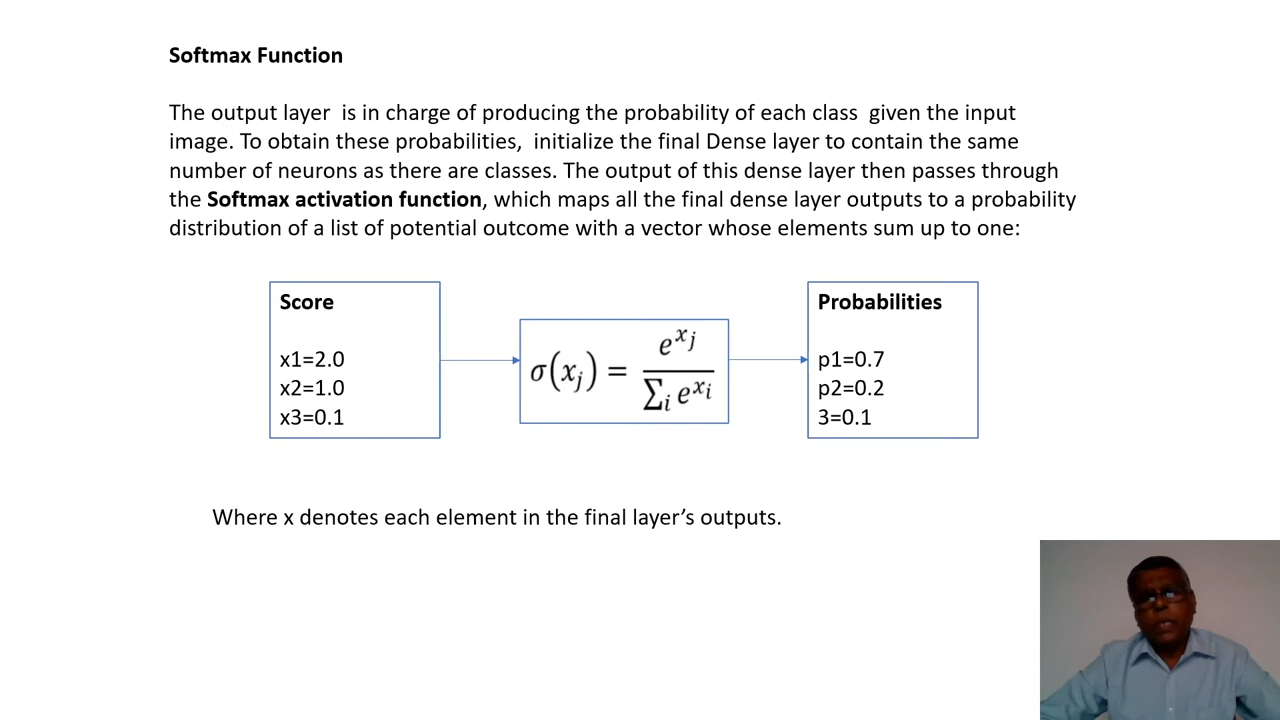 Softmax Function
The output layer  is in charge of producing the probability of each class  given the input
image. To obtain these probabilities,  initialize the final Dense layer to contain the same
number of neurons as there are classes. The output of this dense layer then passes through
the Softmax activation function, which maps all the final dense layer outputs to a probability
distribution of a list of potential outcome with a vector whose elements sum up to one:
Score
x1=2.0
x2=1.0
x3=0.1
σ(xⱼ) = e^xⱼ / ∑ᵢ e^xᵢ
Probabilities
p1=0.7
p2=0.2
3=0.1
Where x denotes each element in the final layer’s outputs.